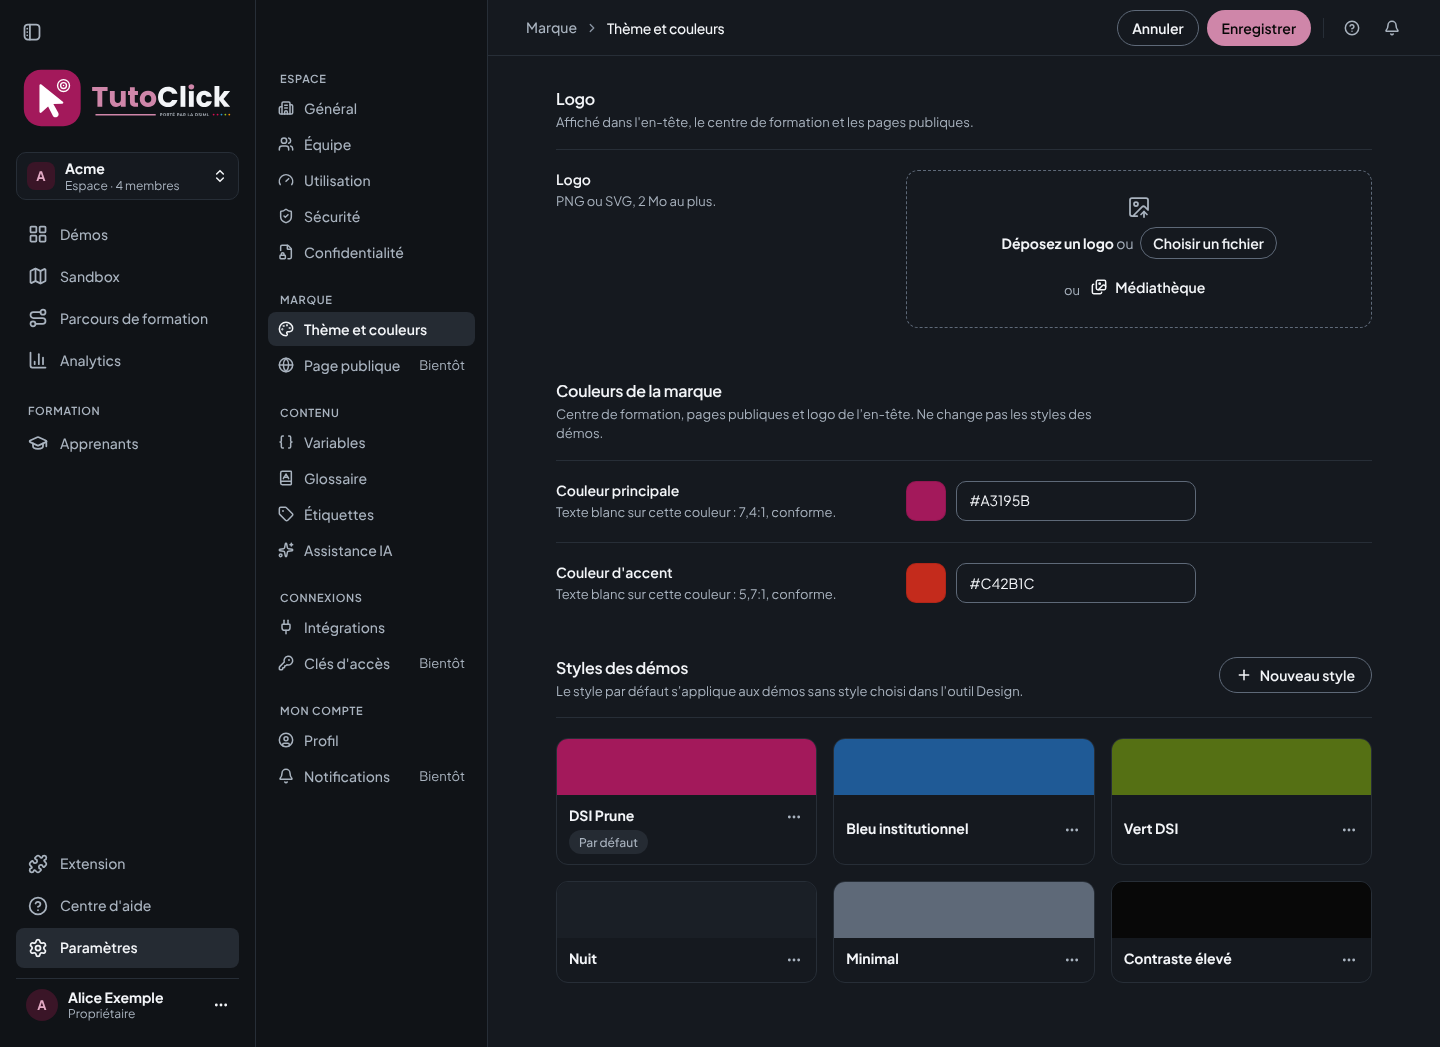 TutoClick
PORTÉ PAR LA DSIML
A
Acme
Espace · 4 membres
Démos
Sandbox
Parcours de formation
Analytics
FORMATION
Apprenants
Extension
Centre d'aide
Paramètres
A
Alice Exemple
Propriétaire
ESPACE
Général
Équipe
Utilisation
Sécurité
Confidentialité
MARQUE
Thème et couleurs
Page publique Bientôt
CONTENU
Variables
Glossaire
Étiquettes
Assistance IA
CONNEXIONS
Intégrations
Clés d'accès Bientôt
MON COMPTE
Profil
Notifications Bientôt
Marque Thème et couleurs
Annuler
Enregistrer
Logo
Affiché dans l'en-tête, le centre de formation et les pages publiques.
Logo
PNG ou SVG, 2 Mo au plus.
Déposez un logo ou Choisir un fichier
ou Médiathèque
Couleurs de la marque
Centre de formation, pages publiques et logo de l'en-tête. Ne change pas les styles des
démos.
Couleur principale
Texte blanc sur cette couleur : 7,4:1, conforme.
#A3195B
Couleur d'accent
Texte blanc sur cette couleur : 5,7:1, conforme.
#C42B1C
Styles des démos
Le style par défaut s'applique aux démos sans style choisi dans l'outil Design.
Nouveau style
DSI Prune
Par défaut
Bleu institutionnel
Vert DSI
Nuit
Minimal
Contraste élevé